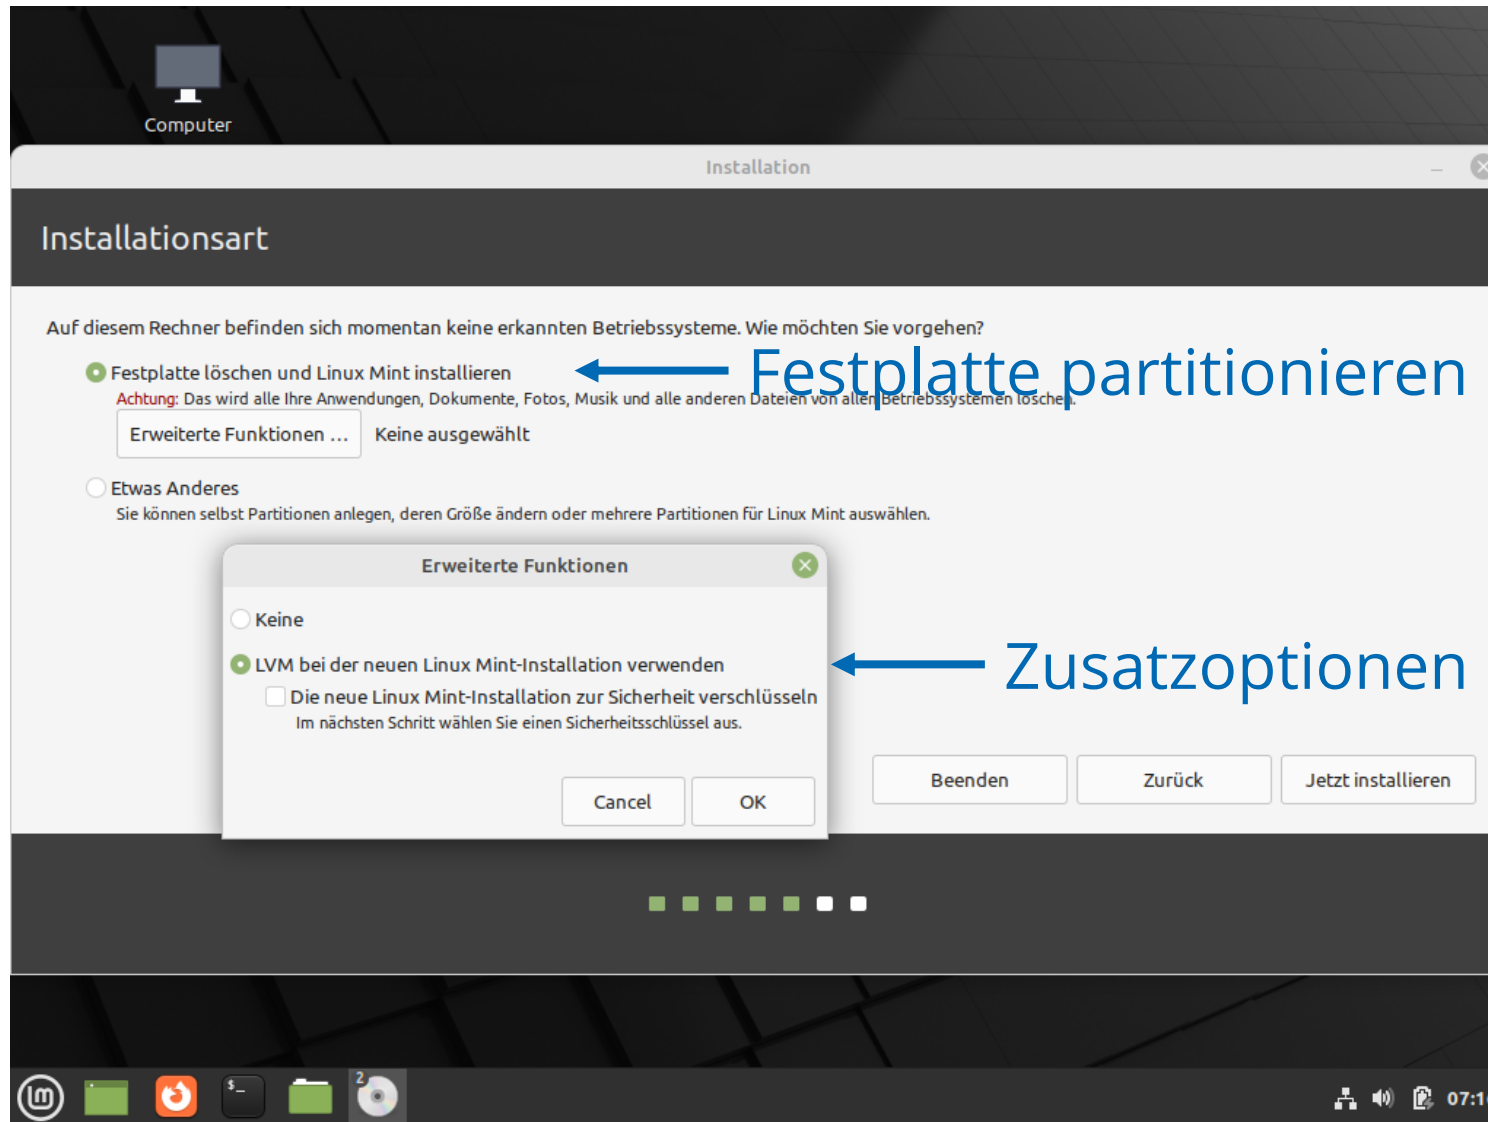 Computer
Installation
Installationsart
Auf diesem Rechner befinden sich momentan keine erkannten Betriebssysteme. Wie möchten Sie vorgehen?
Festplatte löschen und Linux Mint installieren
Festplatte partitionieren
Achtung: Das wird alle Ihre Anwendungen, Dokumente, Fotos, Musik und alle anderen Dateien von allen Betriebssystemen löschen.
Erweiterte Funktionen ... Keine ausgewählt
Etwas Anderes
Sie können selbst Partitionen anlegen, deren Größe ändern oder mehrere Partitionen für Linux Mint auswählen.
Erweiterte Funktionen
Keine
LVM bei der neuen Linux Mint-Installation verwenden
Zusatzoptionen
Die neue Linux Mint-Installation zur Sicherheit verschlüsseln
Im nächsten Schritt wählen Sie einen Sicherheitsschlüssel aus.
Cancel OK
Beenden Zurück Jetzt installieren
$_
2